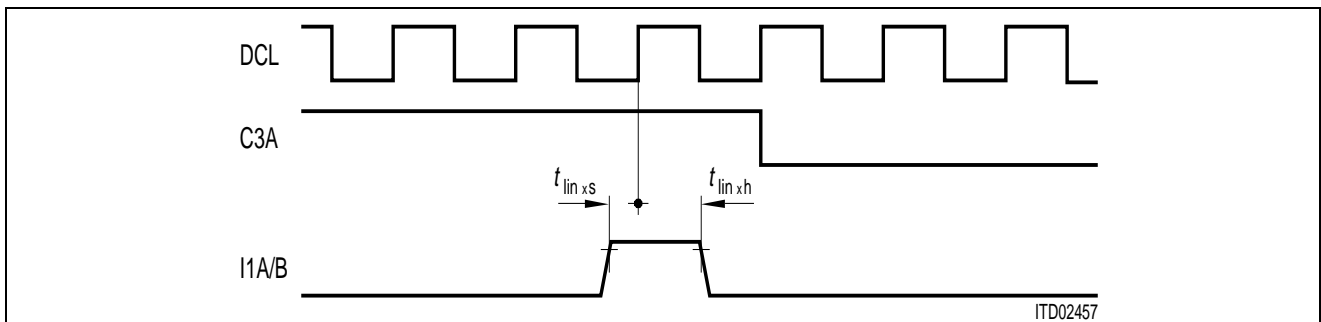 DCL
C3A
t lin xs
t lin xh
I1A/B
ITD02457